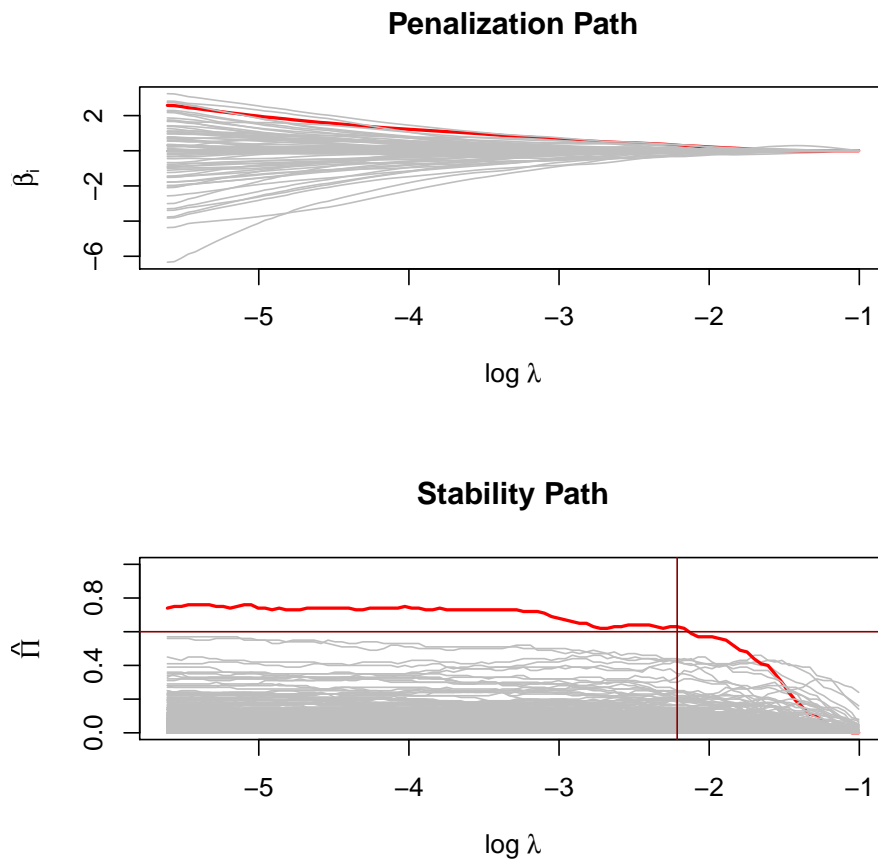 Penalization Path
β̂i
2
−2
−6
−5
−4
−3
−2
−1
log λ
Stability Path
Π̂
0.8
0.4
0.0
−5
−4
−3
−2
−1
log λ